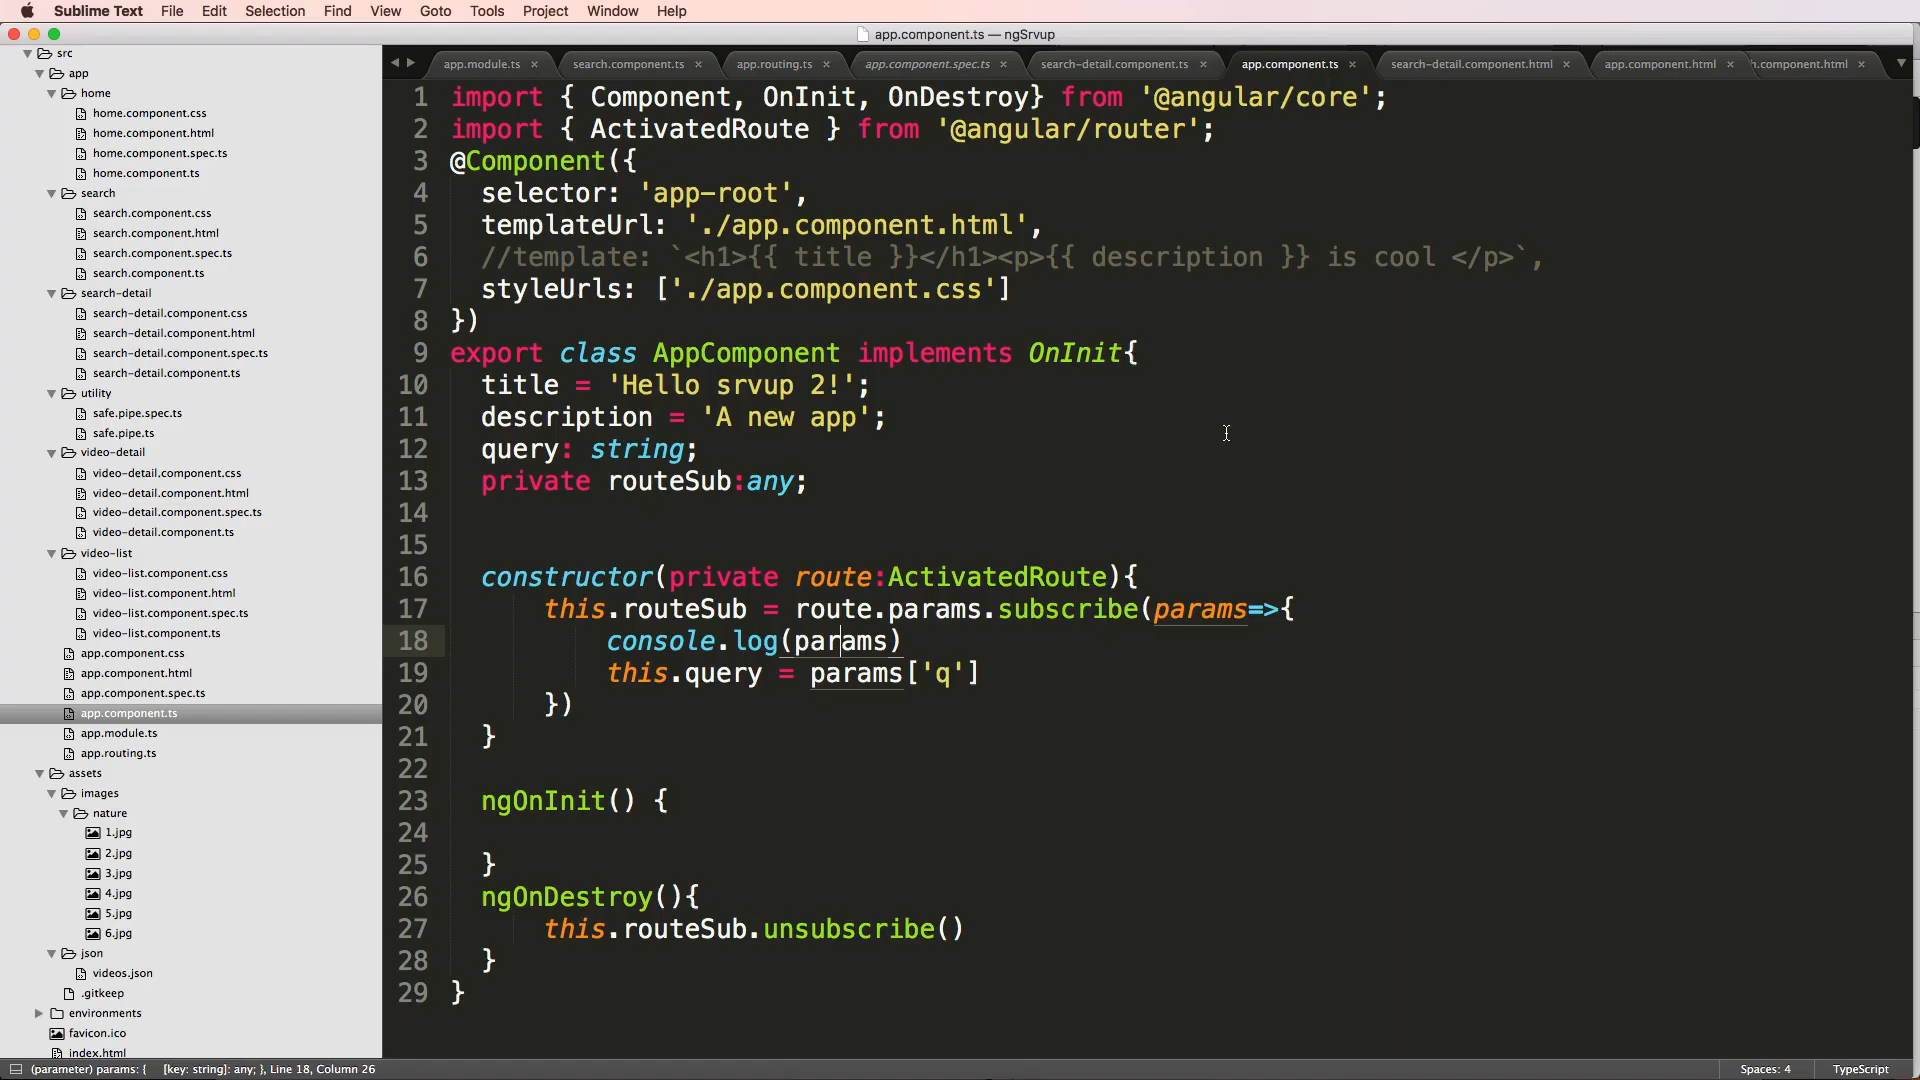 Sublime Text File Edit Selection Find View Goto Tools Project Window Help
app.component.ts — ngSrvup
app.module.ts × search.component.ts × app.routing.ts × app.component.spec.ts × search-detail.component.ts × app.component.ts × search-detail.component.html × app.component.html × h.component.html ×
src
app
home
home.component.css
home.component.html
home.component.spec.ts
home.component.ts
search
search.component.css
search.component.html
search.component.spec.ts
search.component.ts
search-detail
search-detail.component.css
search-detail.component.html
search-detail.component.spec.ts
search-detail.component.ts
utility
safe.pipe.spec.ts
safe.pipe.ts
video-detail
video-detail.component.css
video-detail.component.html
video-detail.component.spec.ts
video-detail.component.ts
video-list
video-list.component.css
video-list.component.html
video-list.component.spec.ts
video-list.component.ts
app.component.css
app.component.html
app.component.spec.ts
app.component.ts
app.module.ts
app.routing.ts
assets
images
nature
1.jpg
2.jpg
3.jpg
4.jpg
5.jpg
6.jpg
json
videos.json
.gitkeep
environments
favicon.ico
index.html
1 import { Component, OnInit, OnDestroy} from '@angular/core';
2 import { ActivatedRoute } from '@angular/router';
3 @Component({
4 selector: 'app-root',
5 templateUrl: './app.component.html',
6 //template: `<h1>{{ title }}</h1><p>{{ description }} is cool </p>`,
7 styleUrls: ['./app.component.css']
8 })
9 export class AppComponent implements OnInit{
10 title = 'Hello srvup 2!';
11 description = 'A new app';
12 query: string;
13 private routeSub:any;
14
15
16 constructor(private route:ActivatedRoute){
17 this.routeSub = route.params.subscribe(params=>{
18 console.log(params)
19 this.query = params['q']
20 })
21 }
22
23 ngOnInit() {
24
25 }
26 ngOnDestroy(){
27 this.routeSub.unsubscribe()
28 }
29 }
(parameter) params: { [key: string]: any; }, Line 18, Column 26 Spaces: 4 TypeScript